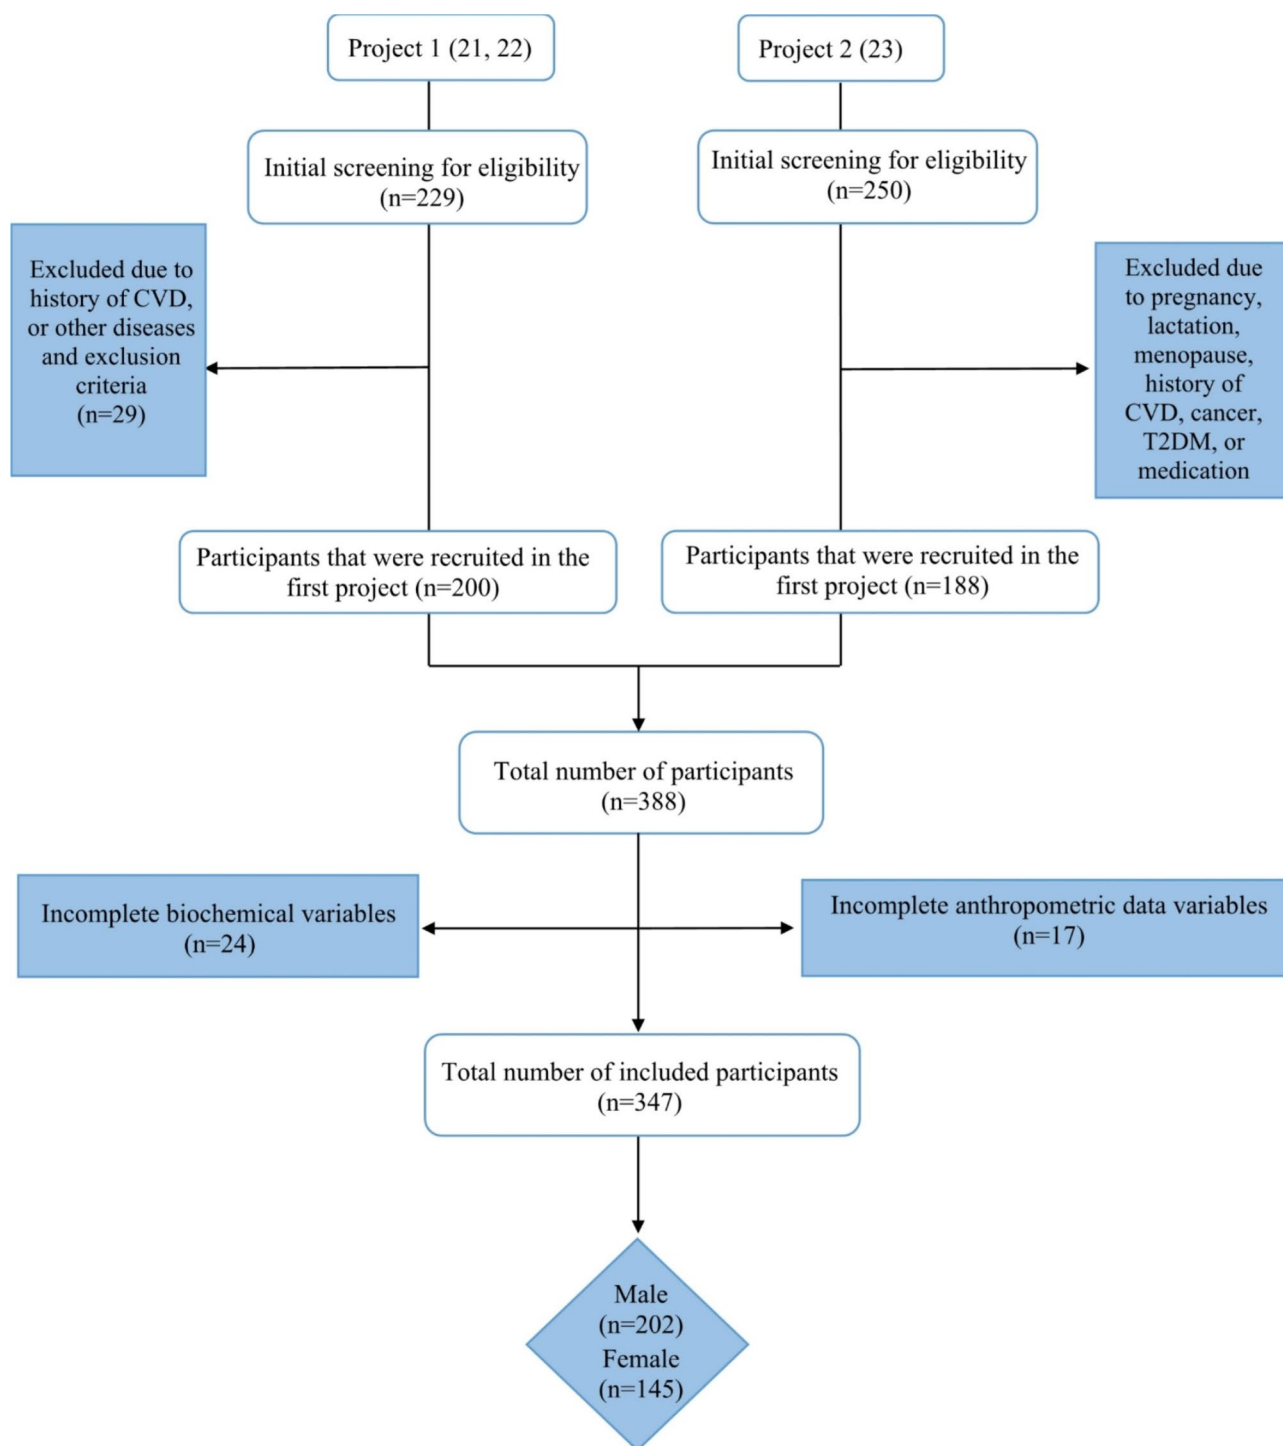 Project 1 (21, 22)
Project 2 (23)
Initial screening for eligibility
(n=229)
Initial screening for eligibility
(n=250)
Excluded due to
history of CVD,
or other diseases
and exclusion
criteria
(n=29)
Excluded due
to pregnancy,
lactation,
menopause,
history of
CVD, cancer,
T2DM, or
medication
Participants that were recruited in the
first project (n=200)
Participants that were recruited in the
first project (n=188)
Total number of participants
(n=388)
Incomplete biochemical variables
(n=24)
Incomplete anthropometric data variables
(n=17)
Total number of included participants
(n=347)
Male
(n=202)
Female
(n=145)